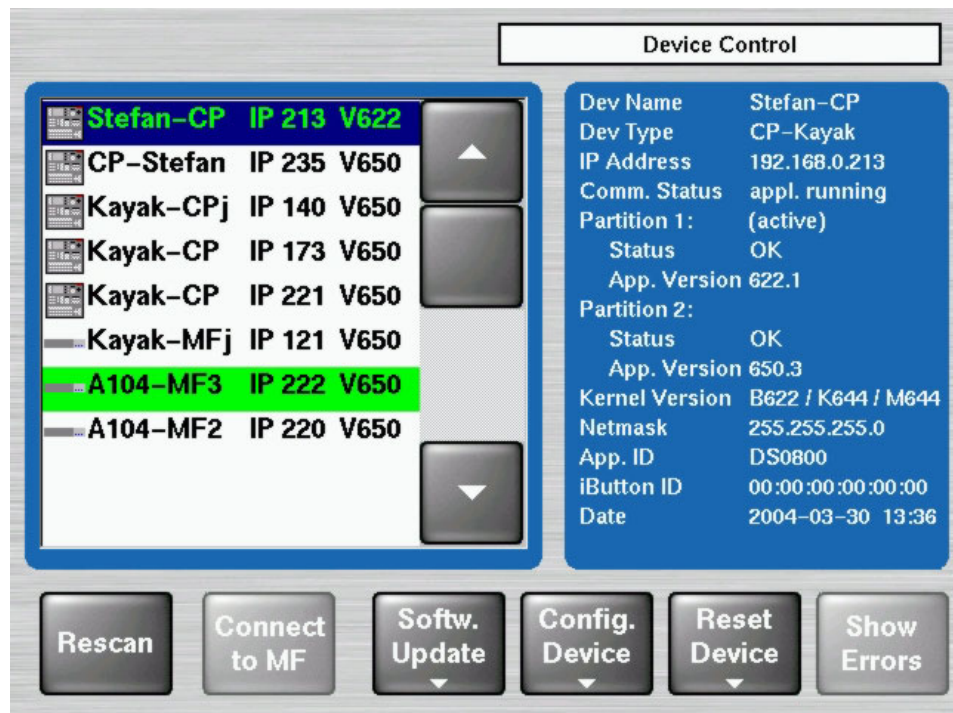 Device Control
Stefan-CP IP 213 V622
CP-Stefan IP 235 V650
Kayak-CPj IP 140 V650
Kayak-CP IP 173 V650
Kayak-CP IP 221 V650
Kayak-MFj IP 121 V650
A104-MF3 IP 222 V650
A104-MF2 IP 220 V650
Dev Name Stefan-CP
Dev Type CP-Kayak
IP Address 192.168.0.213
Comm. Status appl. running
Partition 1: (active)
Status OK
App. Version 622.1
Partition 2:
Status OK
App. Version 650.3
Kernel Version B622 / K644 / M644
Netmask 255.255.255.0
App. ID DS0800
iButton ID 00:00:00:00:00:00
Date 2004-03-30 13:36
Rescan
Connect
to MF
Softw.
Update
Config.
Device
Reset
Device
Show
Errors